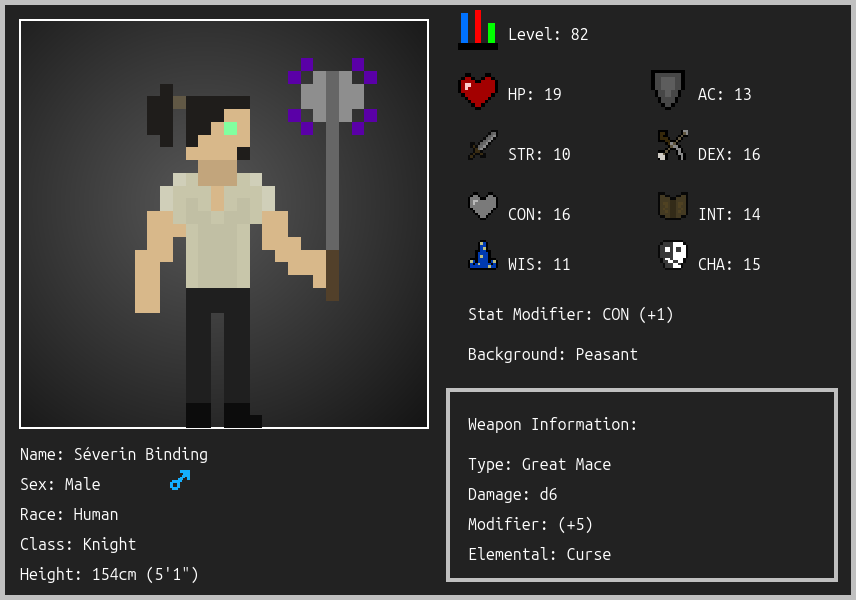 Level: 82
HP: 19
AC: 13
STR: 10
DEX: 16
CON: 16
INT: 14
WIS: 11
CHA: 15
Stat Modifier: CON (+1)
Background: Peasant
Weapon Information:
Type: Great Mace
Damage: d6
Modifier: (+5)
Elemental: Curse
Name: Séverin Binding
Sex: Male
Race: Human
Class: Knight
Height: 154cm (5'1")